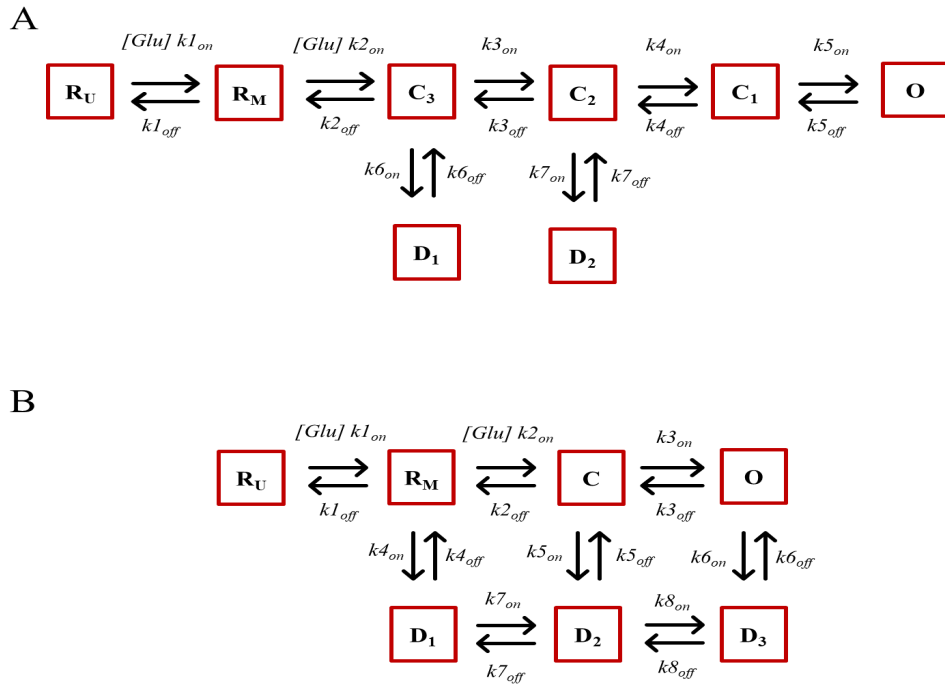 A
[Glu] k1on [Glu] k2on k3on k4on k5on
RU RM C3 C2 C1 O
k1off k2off k3off k4off k5off
k6on k6off k7on k7off
D1 D2
B
[Glu] k1on [Glu] k2on k3on
RU RM C O
k1off k2off k3off
k4on k4off k5on k5off k6on k6off
k7on k8on
D1 D2 D3
k7off k8off